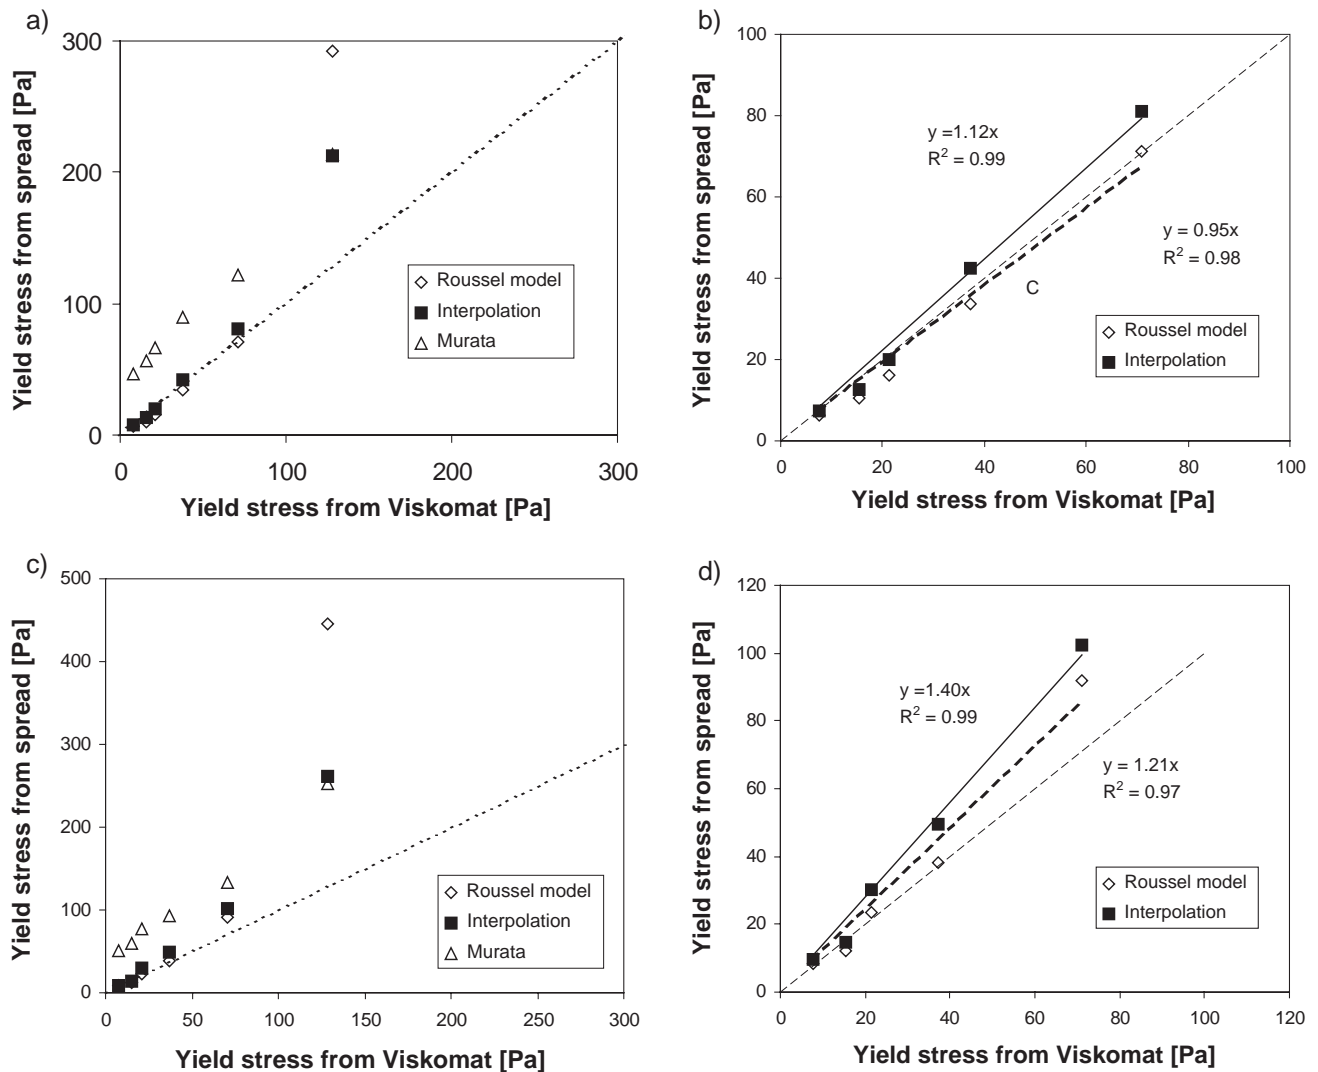 a)
300
200
100
0
0 100 200 300
Yield stress from spread [Pa]
Yield stress from Viskomat [Pa]
Roussel model
Interpolation
Murata
b)
100
80
60
40
20
0
0 20 40 60 80 100
Yield stress from spread [Pa]
Yield stress from Viskomat [Pa]
y =1.12x
R² = 0.99
y = 0.95x
R² = 0.98
C
Roussel model
Interpolation
c)
500
400
300
200
100
0
0 50 100 150 200 250 300
Yield stress from spread [Pa]
Yield stress from Viskomat [Pa]
Roussel model
Interpolation
Murata
d)
120
100
80
60
40
20
0
0 20 40 60 80 100 120
Yield stress from spread [Pa]
Yield stress from Viskomat [Pa]
y =1.40x
R² = 0.99
y = 1.21x
R² = 0.97
Roussel model
Interpolation